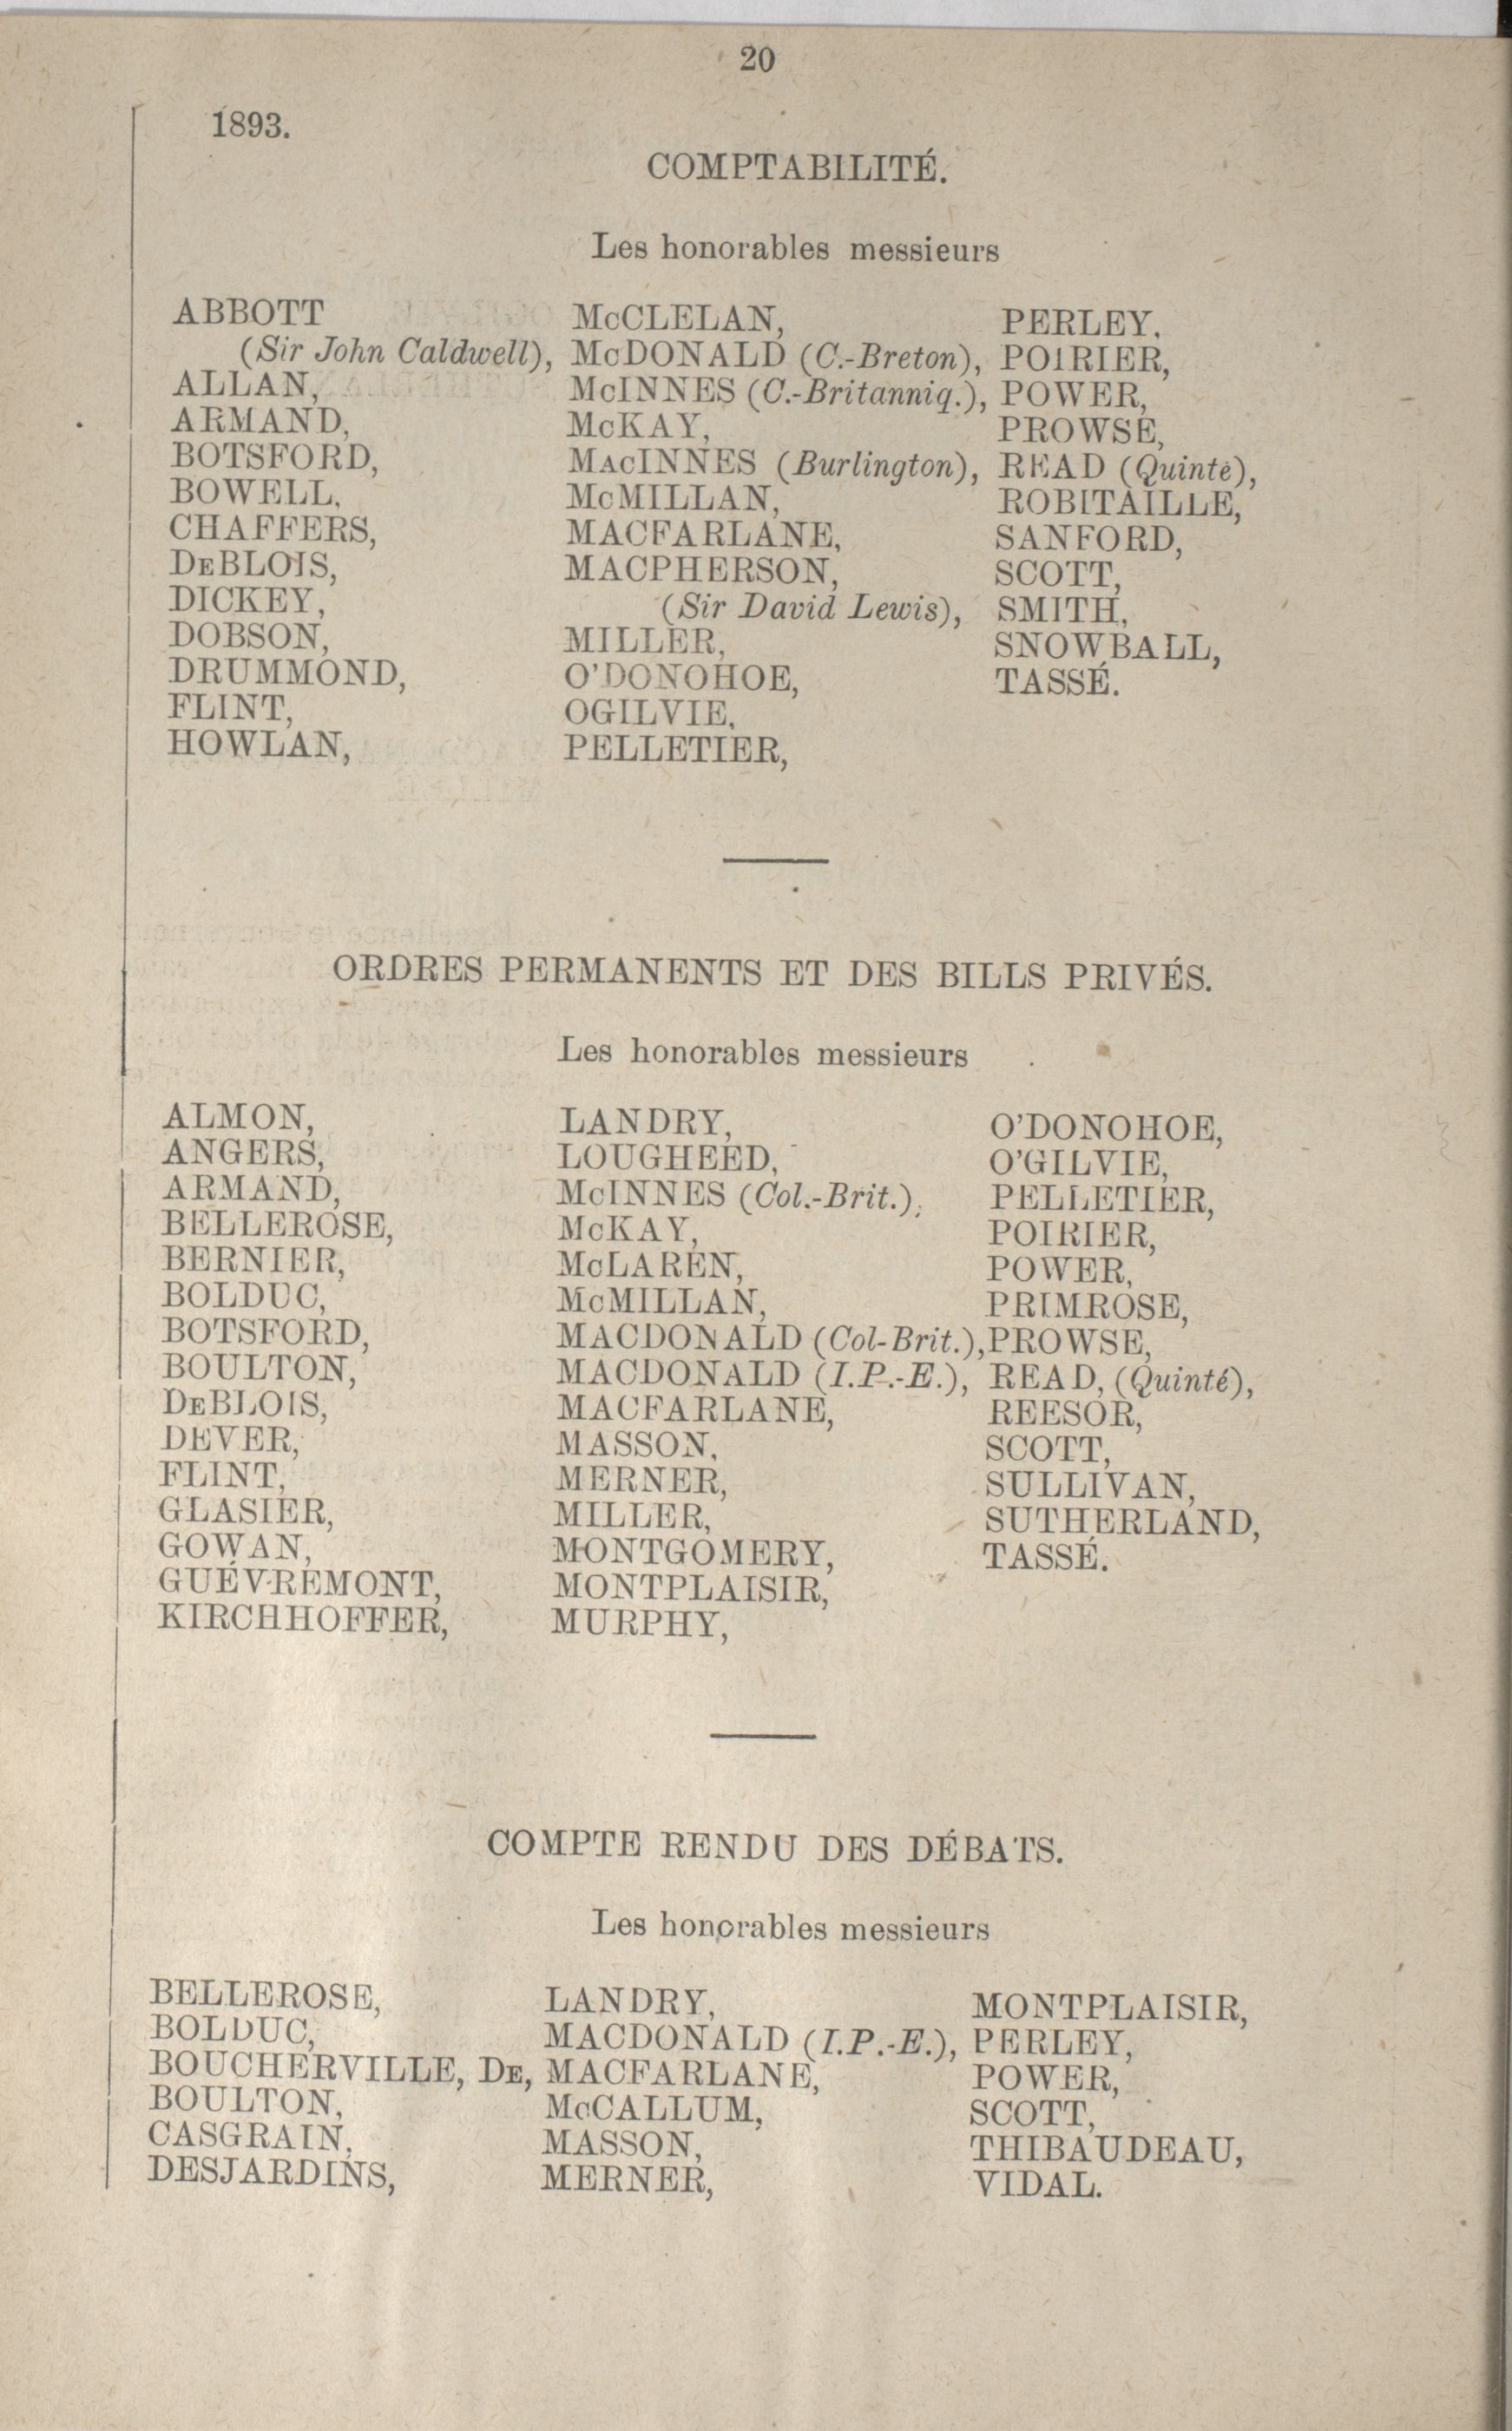 20
1893.
COMPTABILITÉ.
Les honorables messieurs
ABBOTT
(Sir John Caldwell),
ALLAN,
ARMAND,
BOTSFORD,
BOWELL,
CHAFFERS,
DEBLOIS,
DICKEY,
DOBSON,
DRUMMOND,
FLINT,
HOWLAN,
McCLELAN,
McDONALD (C.-Breton),
McINNES (C.-Britanniq.),
McKAY,
MACINNES (Burlington),
McMILLAN,
MACFARLANE,
MACPHERSON,
(Sir David Lewis),
MILLER,
O'DONOHOE,
OGILVIE,
PELLETIER,
PERLEY,
POIRIER,
POWER,
PROWSE,
READ (Quinté),
ROBITAILLE,
SANFORD,
SCOTT,
SMITH,
SNOWBALL,
TASSÉ.
ORDRES PERMANENTS ET DES BILLS PRIVÉS.
Les honorables messieurs
ALMON,
ANGERS,
ARMAND,
BELLEROSE,
BERNIER,
BOLDUC,
BOTSFORD,
BOULTON,
DEBLOIS,
DEVER,
FLINT,
GLASIER,
GOWAN,
GUÉVREMONT,
KIRCHHOFFER,
LANDRY,
LOUGHEED,
McINNES (Col.-Brit.),
McKAY,
McLAREN,
McMILLAN,
MACDONALD (Col-Brit.),
MACDONALD (I.P.-E.),
MACFARLANE,
MASSON,
MERNER,
MILLER,
MONTGOMERY,
MONTPLAISIR,
MURPHY,
O'DONOHOE,
O'GILVIE,
PELLETIER,
POIRIER,
POWER,
PRIMROSE,
PROWSE,
READ, (Quinté),
REESOR,
SCOTT,
SULLIVAN,
SUTHERLAND,
TASSÉ.
COMPTE RENDU DES DÉBATS.
Les honorables messieurs
BELLEROSE,
BOLDUC,
BOUCHERVILLE, DE,
BOULTON,
CASGRAIN,
DESJARDINS,
LANDRY,
MACDONALD (I.P.-E.),
MACFARLANE,
McCALLUM,
MASSON,
MERNER,
MONTPLAISIR,
PERLEY,
POWER,
SCOTT,
THIBAUDEAU,
VIDAL.